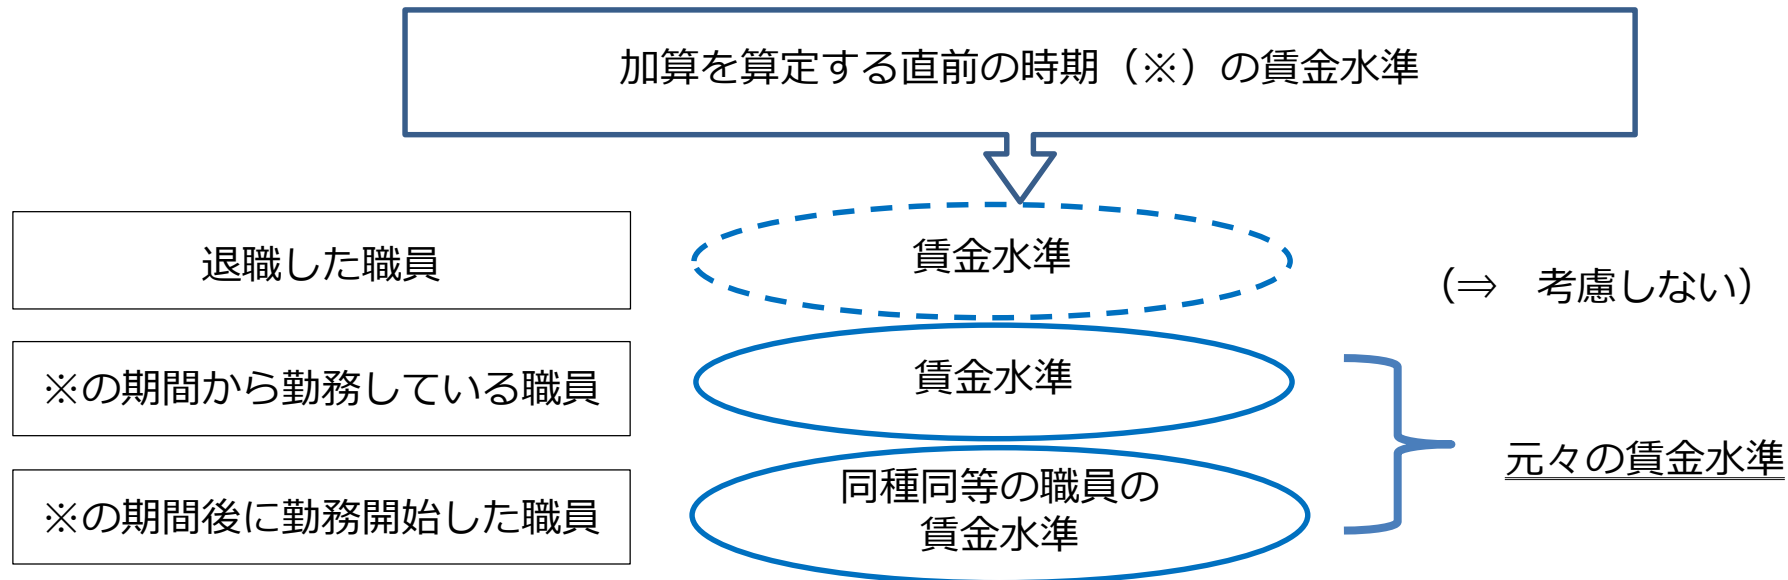 加算を算定する直前の時期（※）の賃金水準
退職した職員
賃金水準
（⇒　考慮しない）
※の期間から勤務している職員
賃金水準
元々の賃金水準
※の期間後に勤務開始した職員
同種同等の職員の
賃金水準